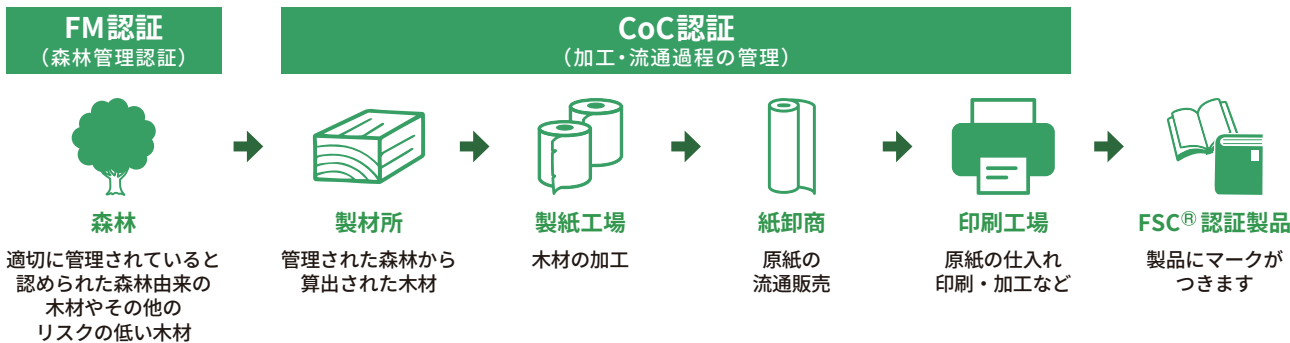 FM認証
（森林管理認証）
CoC認証
（加工・流通過程の管理）
森林
適切に管理されていると
認められた森林由来の
木材やその他の
リスクの低い木材
製材所
管理された森林から
算出された木材
製紙工場
木材の加工
紙卸商
原紙の
流通販売
印刷工場
原紙の仕入れ
印刷・加工など
FSC®認証製品
製品にマークが
つきます